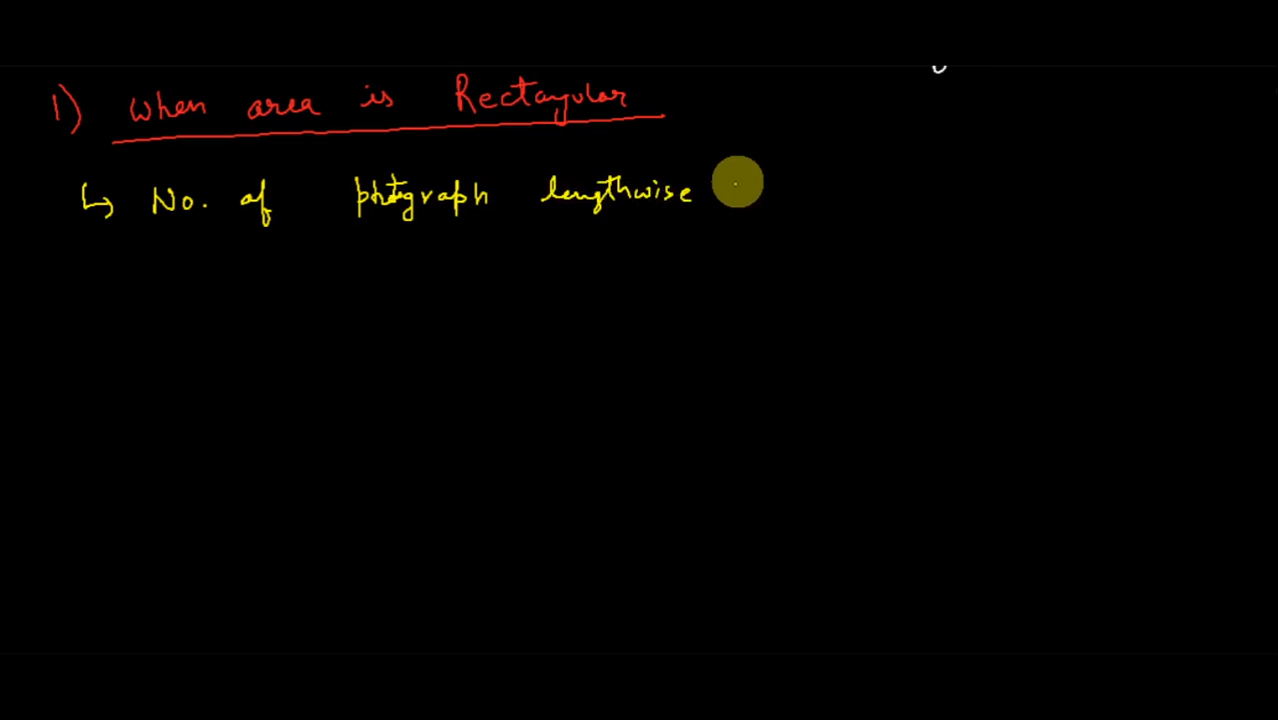 1) When area is Rectangular
↳ No. of photograph lengthwise